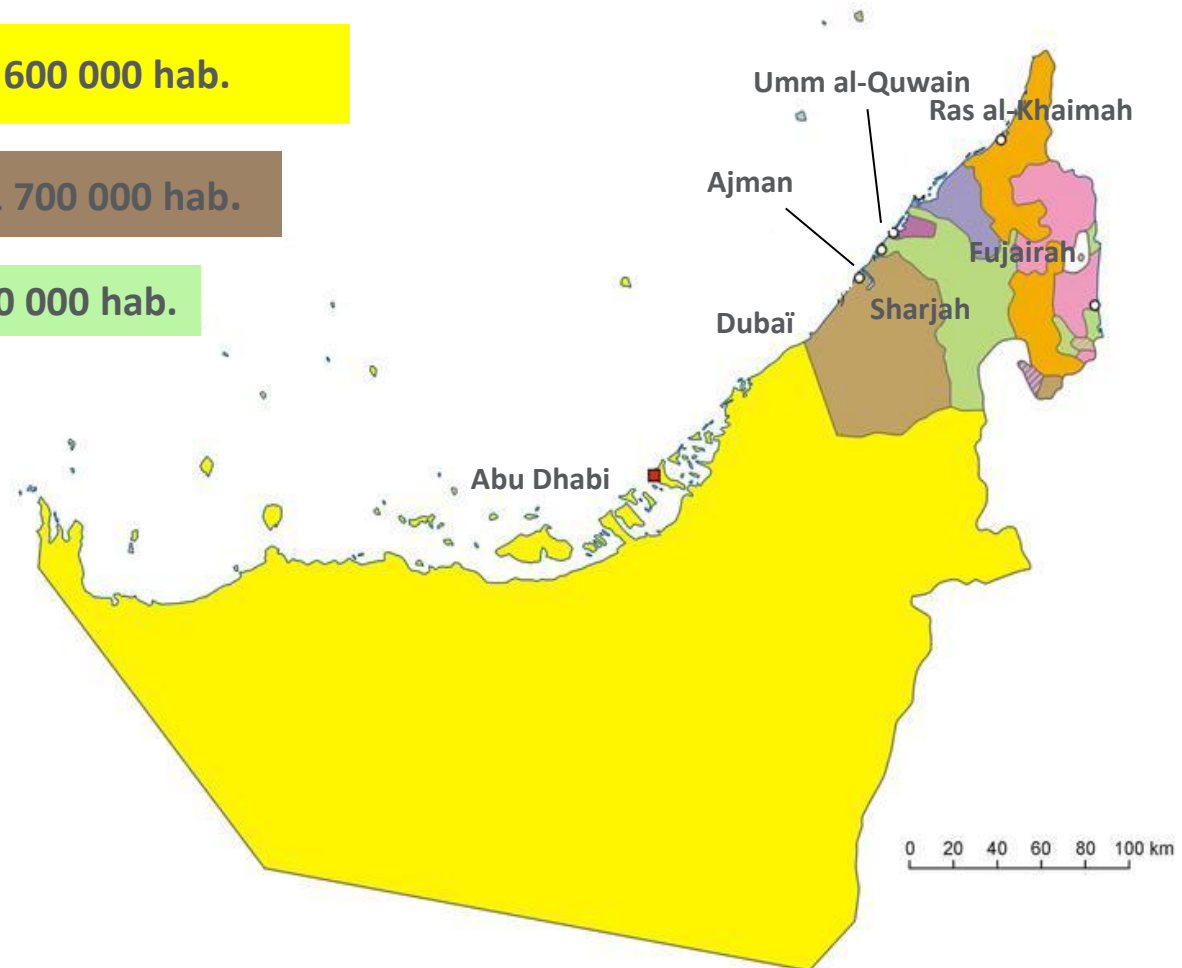 600 000 hab.
700 000 hab.
0 000 hab.
Umm al-Quwain
Ras al-Khaimah
Ajman
Fujairah
Sharjah
Dubaï
Abu Dhabi
0 20 40 60 80 100 km